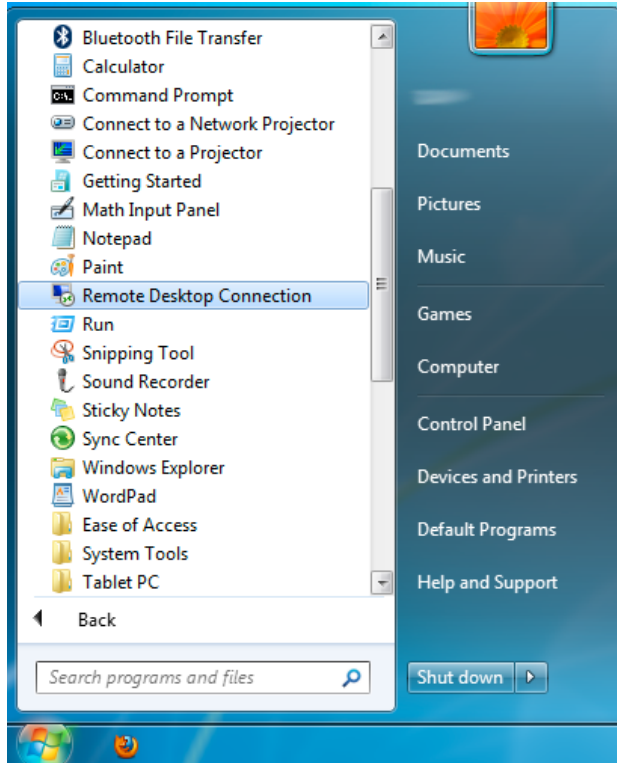 Bluetooth File Transfer
Calculator
Command Prompt
Connect to a Network Projector
Connect to a Projector
Getting Started
Math Input Panel
Notepad
Paint
Remote Desktop Connection
Run
Snipping Tool
Sound Recorder
Sticky Notes
Sync Center
Windows Explorer
WordPad
Ease of Access
System Tools
Tablet PC
Back
Search programs and files
Documents
Pictures
Music
Games
Computer
Control Panel
Devices and Printers
Default Programs
Help and Support
Shut down